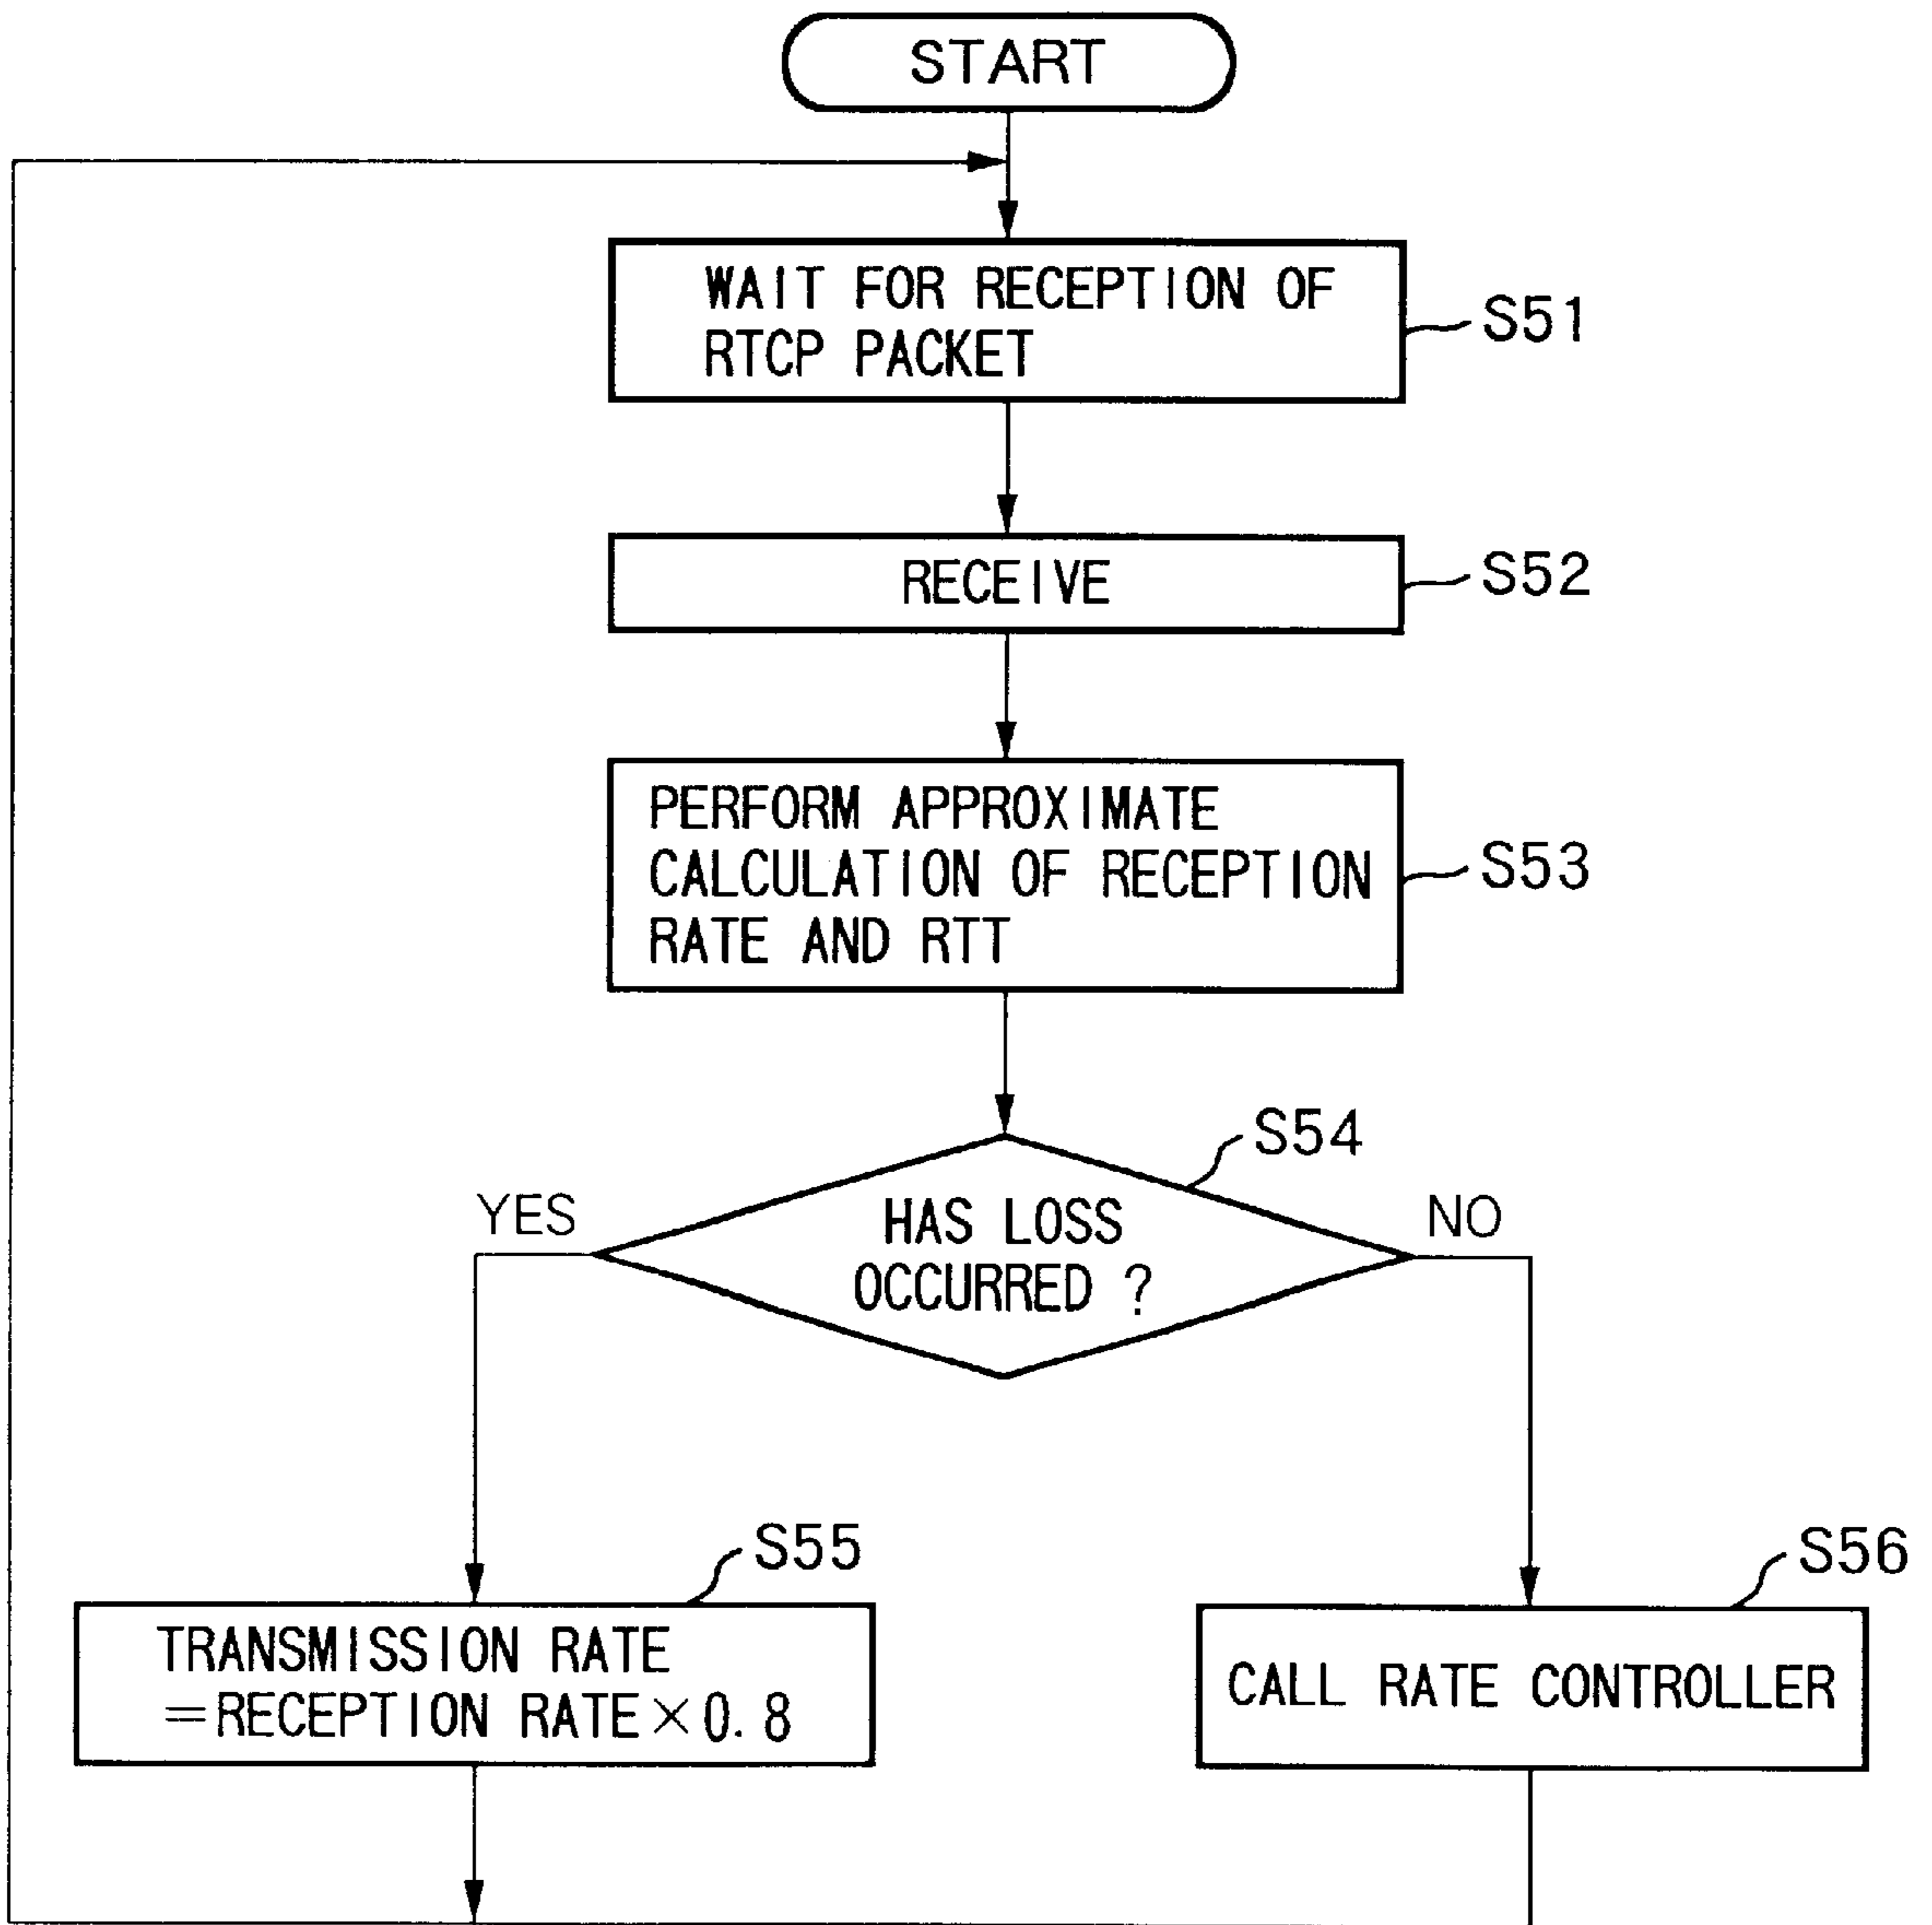 START
WAIT FOR RECEPTION OF
RTCP PACKET
S51
RECEIVE
S52
PERFORM APPROXIMATE
CALCULATION OF RECEPTION
RATE AND RTT
S53
S54
YES
HAS LOSS
OCCURRED ?
NO
S55
TRANSMISSION RATE
=RECEPTION RATE×0.8
S56
CALL RATE CONTROLLER